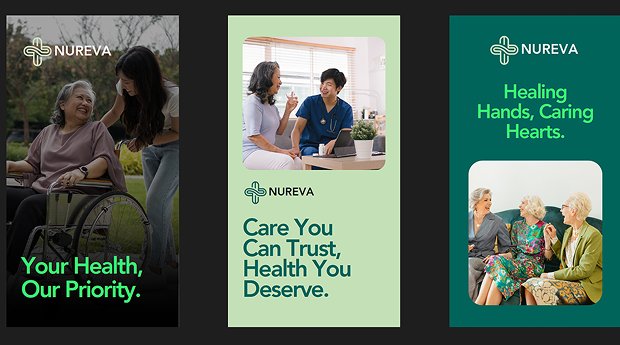 NUREVA
Your Health,
Our Priority.
NUREVA
Care You
Can Trust,
Health You
Deserve.
NUREVA
Healing
Hands, Caring
Hearts.